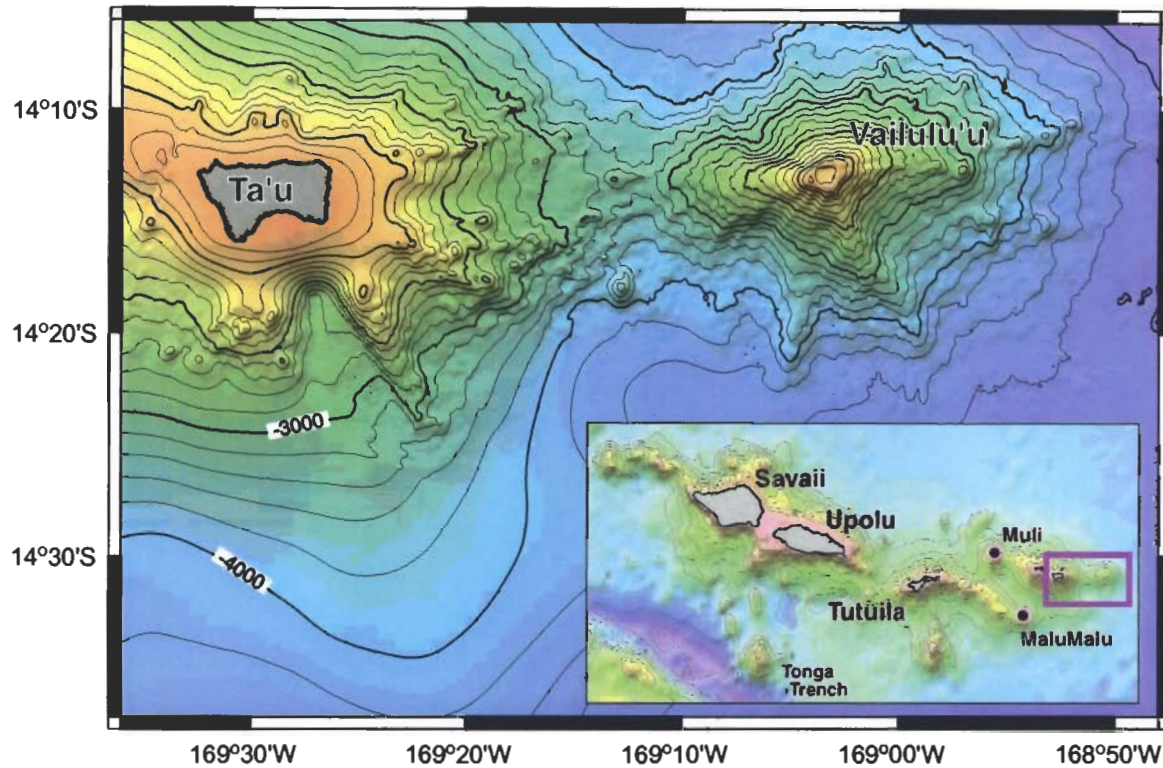 14°10'S
14°20'S
14°30'S
Ta'u
Vailulu'u
-3000
-4000
Savaii
Upolu
Muli
Tutuila
MaluMalu
Tonga
Trench
169°30'W
169°20'W
169°10'W
169°00'W
168°50'W